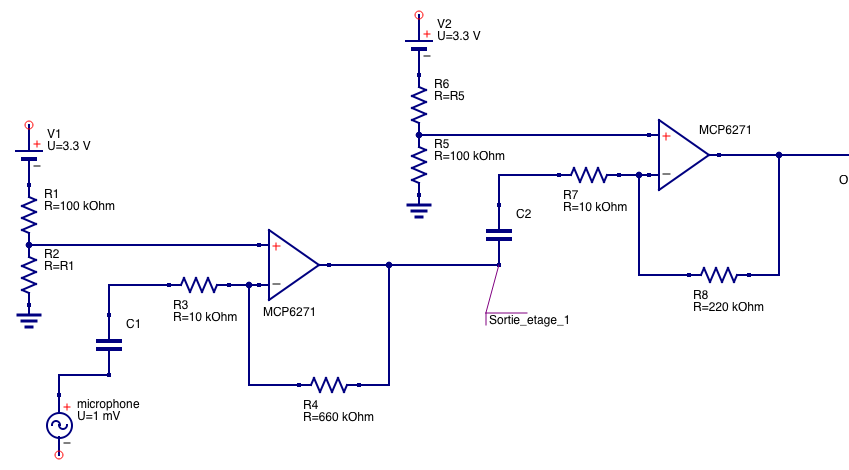 V2
U=3.3 V
R6
R=R5
R5
R=100 kOhm
MCP6271
R7
R=10 kOhm
C2
R8
R=220 kOhm
O
V1
U=3.3 V
R1
R=100 kOhm
R2
R=R1
R3
R=10 kOhm
MCP6271
C1
R4
R=660 kOhm
Sortie_etage_1
microphone
U=1 mV